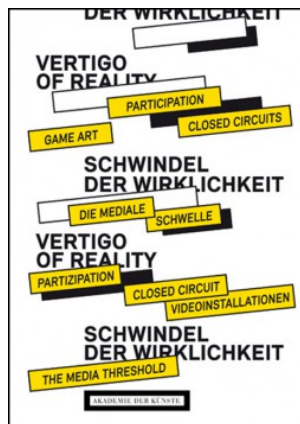 DER WIRKLICHKEIT
VERTIGO
OF REALITY
PARTICIPATION
CLOSED CIRCUITS
GAME ART
SCHWINDEL
DER WIRKLICHKEIT
DIE MEDIALE
SCHWELLE
VERTIGO
OF REALITY
PARTIZIPATION
CLOSED CIRCUIT
VIDEOINSTALLATIONEN
SCHWINDEL
DER WIRKLICHKEIT
THE MEDIA THRESHOLD
AKADEMIE DER KÜNSTE